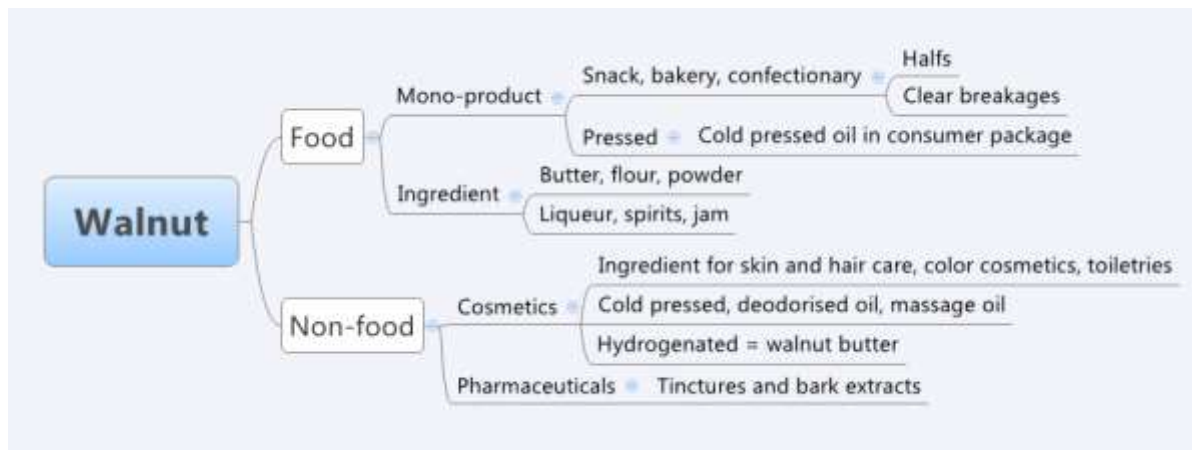 Walnut
Food
Mono-product
Snack, bakery, confectionary
Halfs
Clear breakages
Pressed
Cold pressed oil in consumer package
Ingredient
Butter, flour, powder
Liqueur, spirits, jam
Non-food
Cosmetics
Ingredient for skin and hair care, color cosmetics, toiletries
Cold pressed, deodorised oil, massage oil
Hydrogenated = walnut butter
Pharmaceuticals
Tinctures and bark extracts